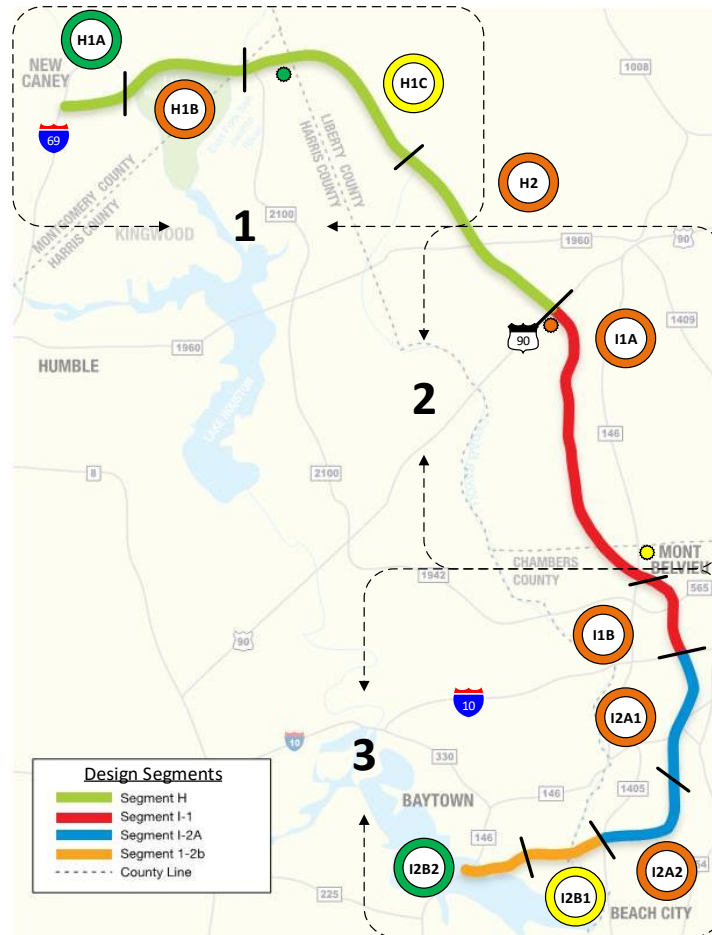 H1A
NEW
CANEY
H1B
H1C
1008
69
LIBERTY COUNTY
HARRIS COUNTY
MONTGOMERY COUNTY
HARRIS COUNTY
H2
KINGWOOD
1
2100
1960
90
1409
90
I1A
1960
HUMBLE
2
LAKE HOUSTON
146
8
2100
MONT
BELVIEU
CHAMBERS
COUNTY
1942
565
I1B
90
10
I2A1
10
3
330
Design Segments
Segment H
Segment I-1
Segment I-2A
Segment 1-2b
County Line
BAYTOWN
146
1405
146
I2B2
I2B1
I2A2
225
BEACH CITY